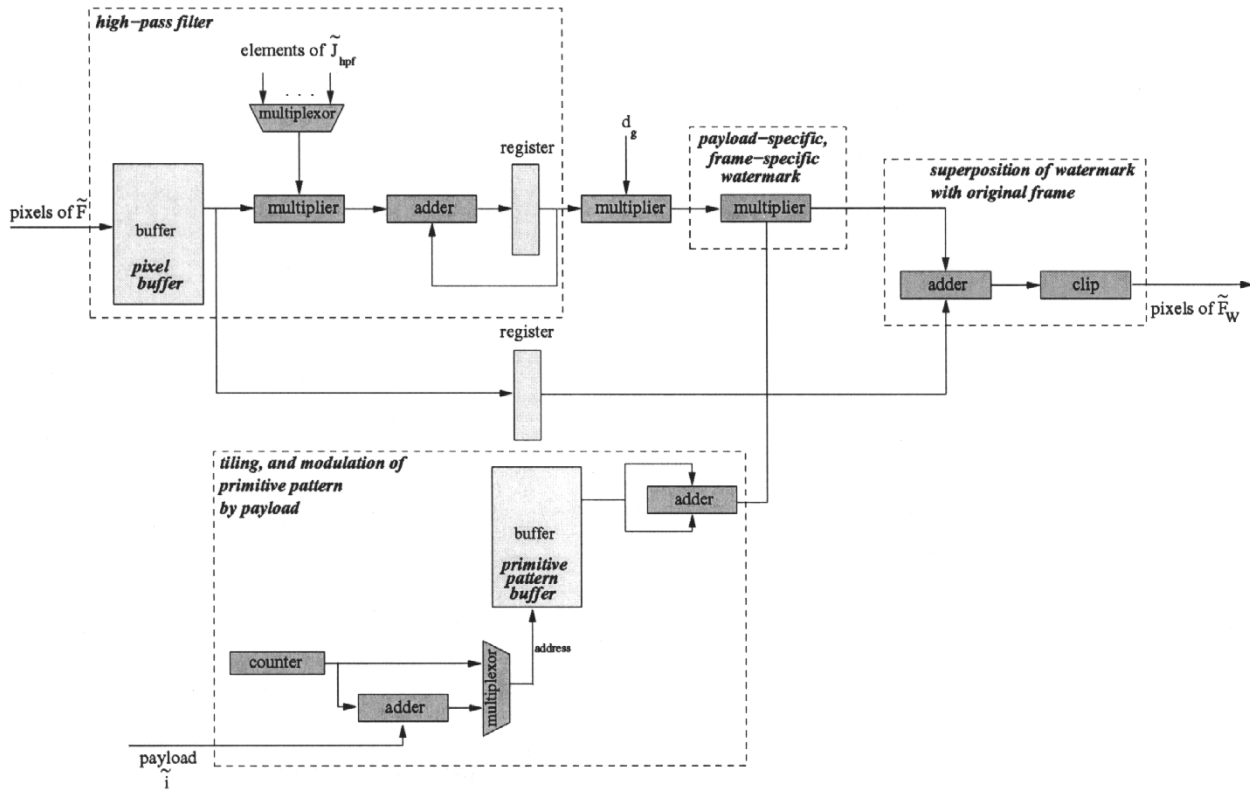 high-pass filter
elements of J̃ hpf
. . .
multiplexor
register
d g
payload-specific,
frame-specific
watermark
superposition of watermark
with original frame
pixels of F̃
buffer
pixel
buffer
multiplier
adder
multiplier
multiplier
adder
clip
pixels of F̃ W
register
tiling, and modulation of
primitive pattern
by payload
adder
buffer
primitive
pattern
buffer
address
counter
multiplexor
adder
payload
ĩ